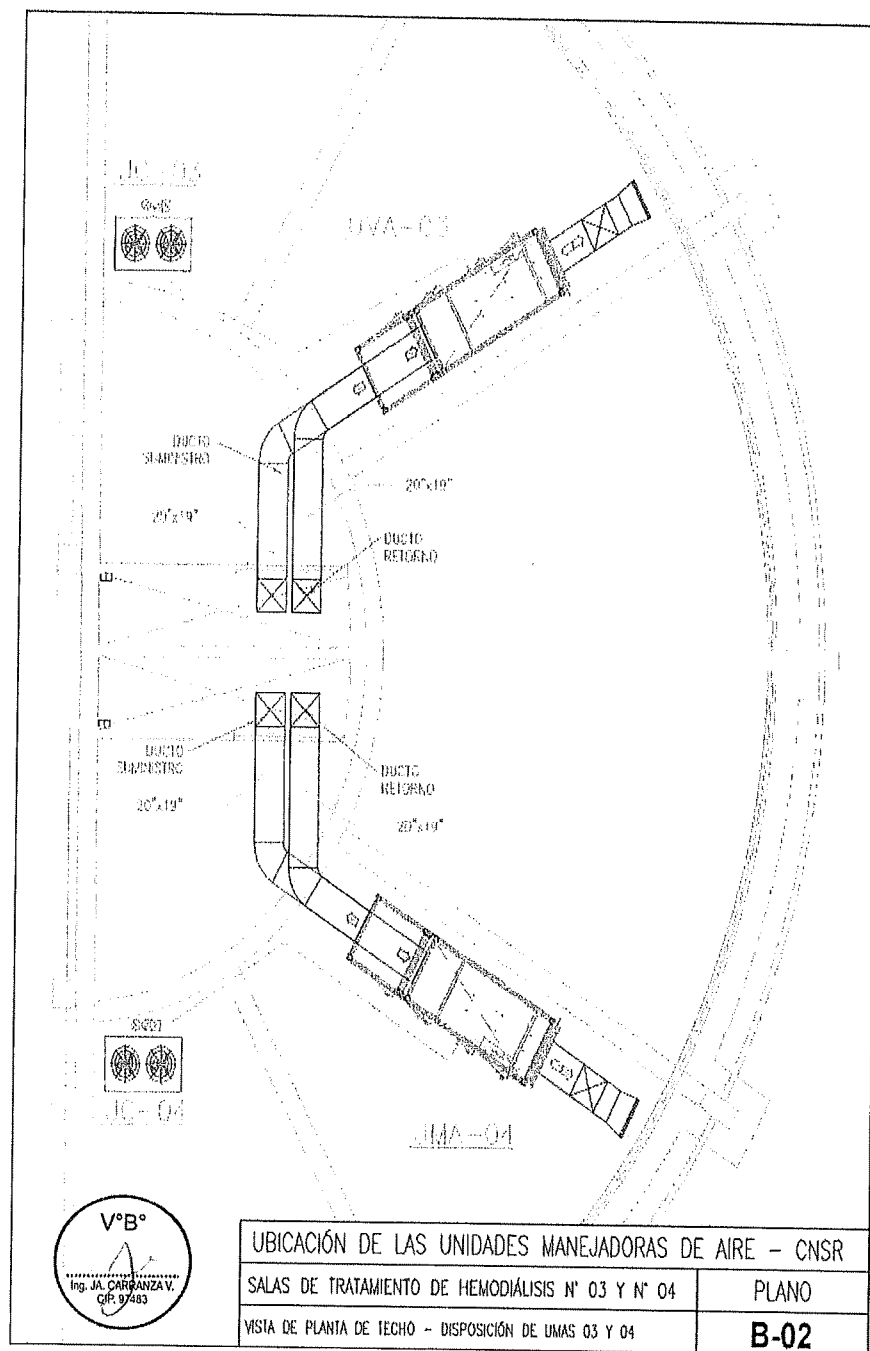 20"x19"
DUCTO
SUMINISTRO
20"x19"
DUCTO
RETORNO
DUCTO
SUMINISTRO
20"x19"
DUCTO
RETORNO
20"x19"
UMA-04
V°B°
Ing. JA. CARRANZA V.
CIP. 97483
UBICACIÓN DE LAS UNIDADES MANEJADORAS DE AIRE - CNSR
SALAS DE TRATAMIENTO DE HEMODIÁLISIS N° 03 Y N° 04
PLANO
VISTA DE PLANTA DE TECHO - DISPOSICIÓN DE UMAS 03 Y 04
B-02